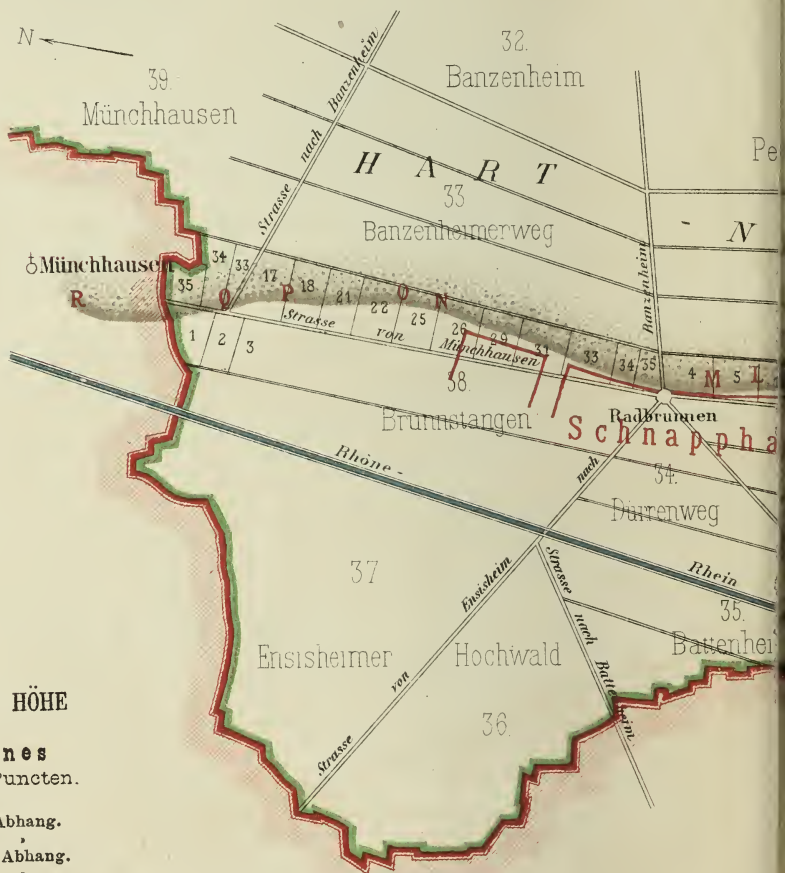 N
39.
Münchhausen
32.
Banzenheim
Strasse nach Banzenheim
H A R T
33
Banzenheimerweg
Pe
N
Banzenheim
Münchhausen
R Q P O N M L
35 34 33 17 18 21 22 25 26 29 31 33 34 35 4 5
1 2 3
Strasse von Münchhausen
38.
Brunnstangen
Radbrunnen
Schnappha
34.
Dürrenweg
Rhône - Rhein
37
Ensisheimer Hochwald
36.
35.
Battenhei
Strasse von Ensisheim nach
Strasse nach Battenheim.
HÖHE
nes
Puncten.
Abhang.
"
Abhang.